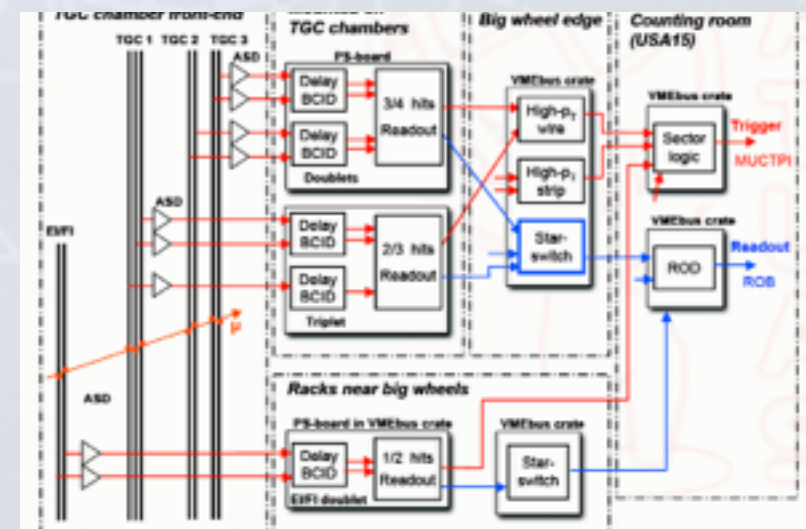 TGC chamber front-end
TGC chambers
Big wheel edge
Counting room
(USA15)
TGC 1 TGC 2 TGC 3
ASD
PS-board
Delay
BCID
3/4 hits
Readout
Delay
BCID
Doublets
VMEbus crate
High-pT
wire
High-pT
strip
Star-
switch
VMEbus crate
Sector
logic
Trigger
MUCTPI
EI/FI
ASD
Delay
BCID
2/3 hits
Readout
Delay
BCID
Triplet
VMEbus crate
ROD
Readout
ROB
μ
ASD
Racks near big wheels
PS-board in VMEbus crate
Delay
BCID
1/2 hits
Readout
EI/FI doublet
VMEbus crate
Star-
switch